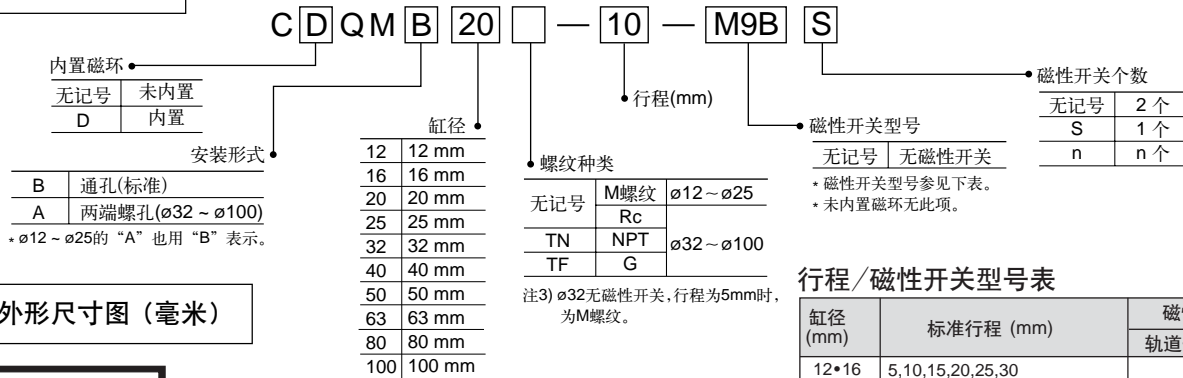 C D Q M B 20 — 10 — M9B S
内置磁环
无记号 未内置
D 内置
安装形式
B 通孔(标准)
A 两端螺孔(ø32 ~ ø100)
* ø12 ~ ø25的“A”也用“B”表示。
缸径
12 12 mm
16 16 mm
20 20 mm
25 25 mm
32 32 mm
40 40 mm
50 50 mm
63 63 mm
80 80 mm
100 100 mm
螺纹种类
无记号 M螺纹 ø12~ø25
Rc
TN NPT ø32~ø100
TF G
注3) ø32无磁性开关,行程为5mm时,
为M螺纹。
行程(mm)
磁性开关型号
无记号 无磁性开关
* 磁性开关型号参见下表。
* 未内置磁环无此项。
磁性开关个数
无记号 2 个
S 1 个
n n 个
外形尺寸图（毫米）
行程/磁性开关型号表
缸径 (mm) 标准行程 (mm) 磁
轨道
12•16 5,10,15,20,25,30